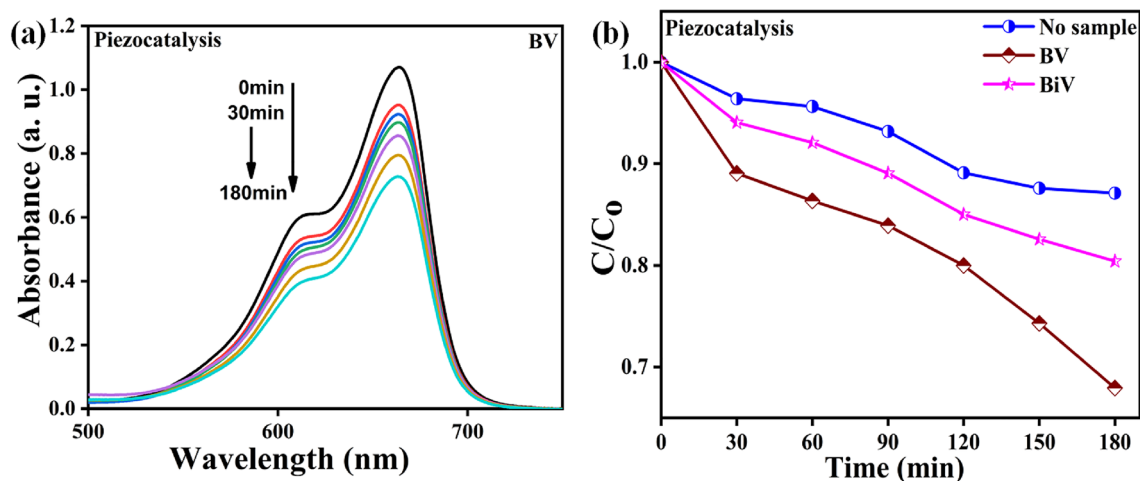 (a)
Piezocatalysis
BV
0min
30min
180min
Absorbance (a. u.)
1.2
1.0
0.8
0.6
0.4
0.2
0.0
500
600
700
Wavelength (nm)
(b)
Piezocatalysis
No sample
BV
BiV
C/Co
1.0
0.9
0.8
0.7
0
30
60
90
120
150
180
Time (min)